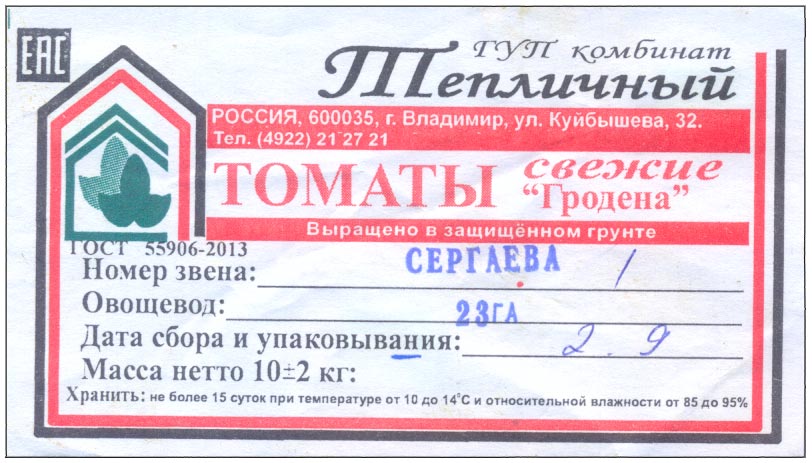 ЕАС
ГУП комбинат
Тепличный
РОССИЯ, 600035, г. Владимир, ул. Куйбышева, 32.
Тел. (4922) 21 27 21
ТОМАТЫ свежие
“Гродена”
Выращено в защищённом грунте
ГОСТ 55906-2013
Номер звена: СЕРГАЕВА 1
Овощевод: 23ГА
Дата сбора и упаковывания: 2.9
Масса нетто 10±2 кг:
Хранить: не более 15 суток при температуре от 10 до 14°С и относительной влажности от 85 до 95%